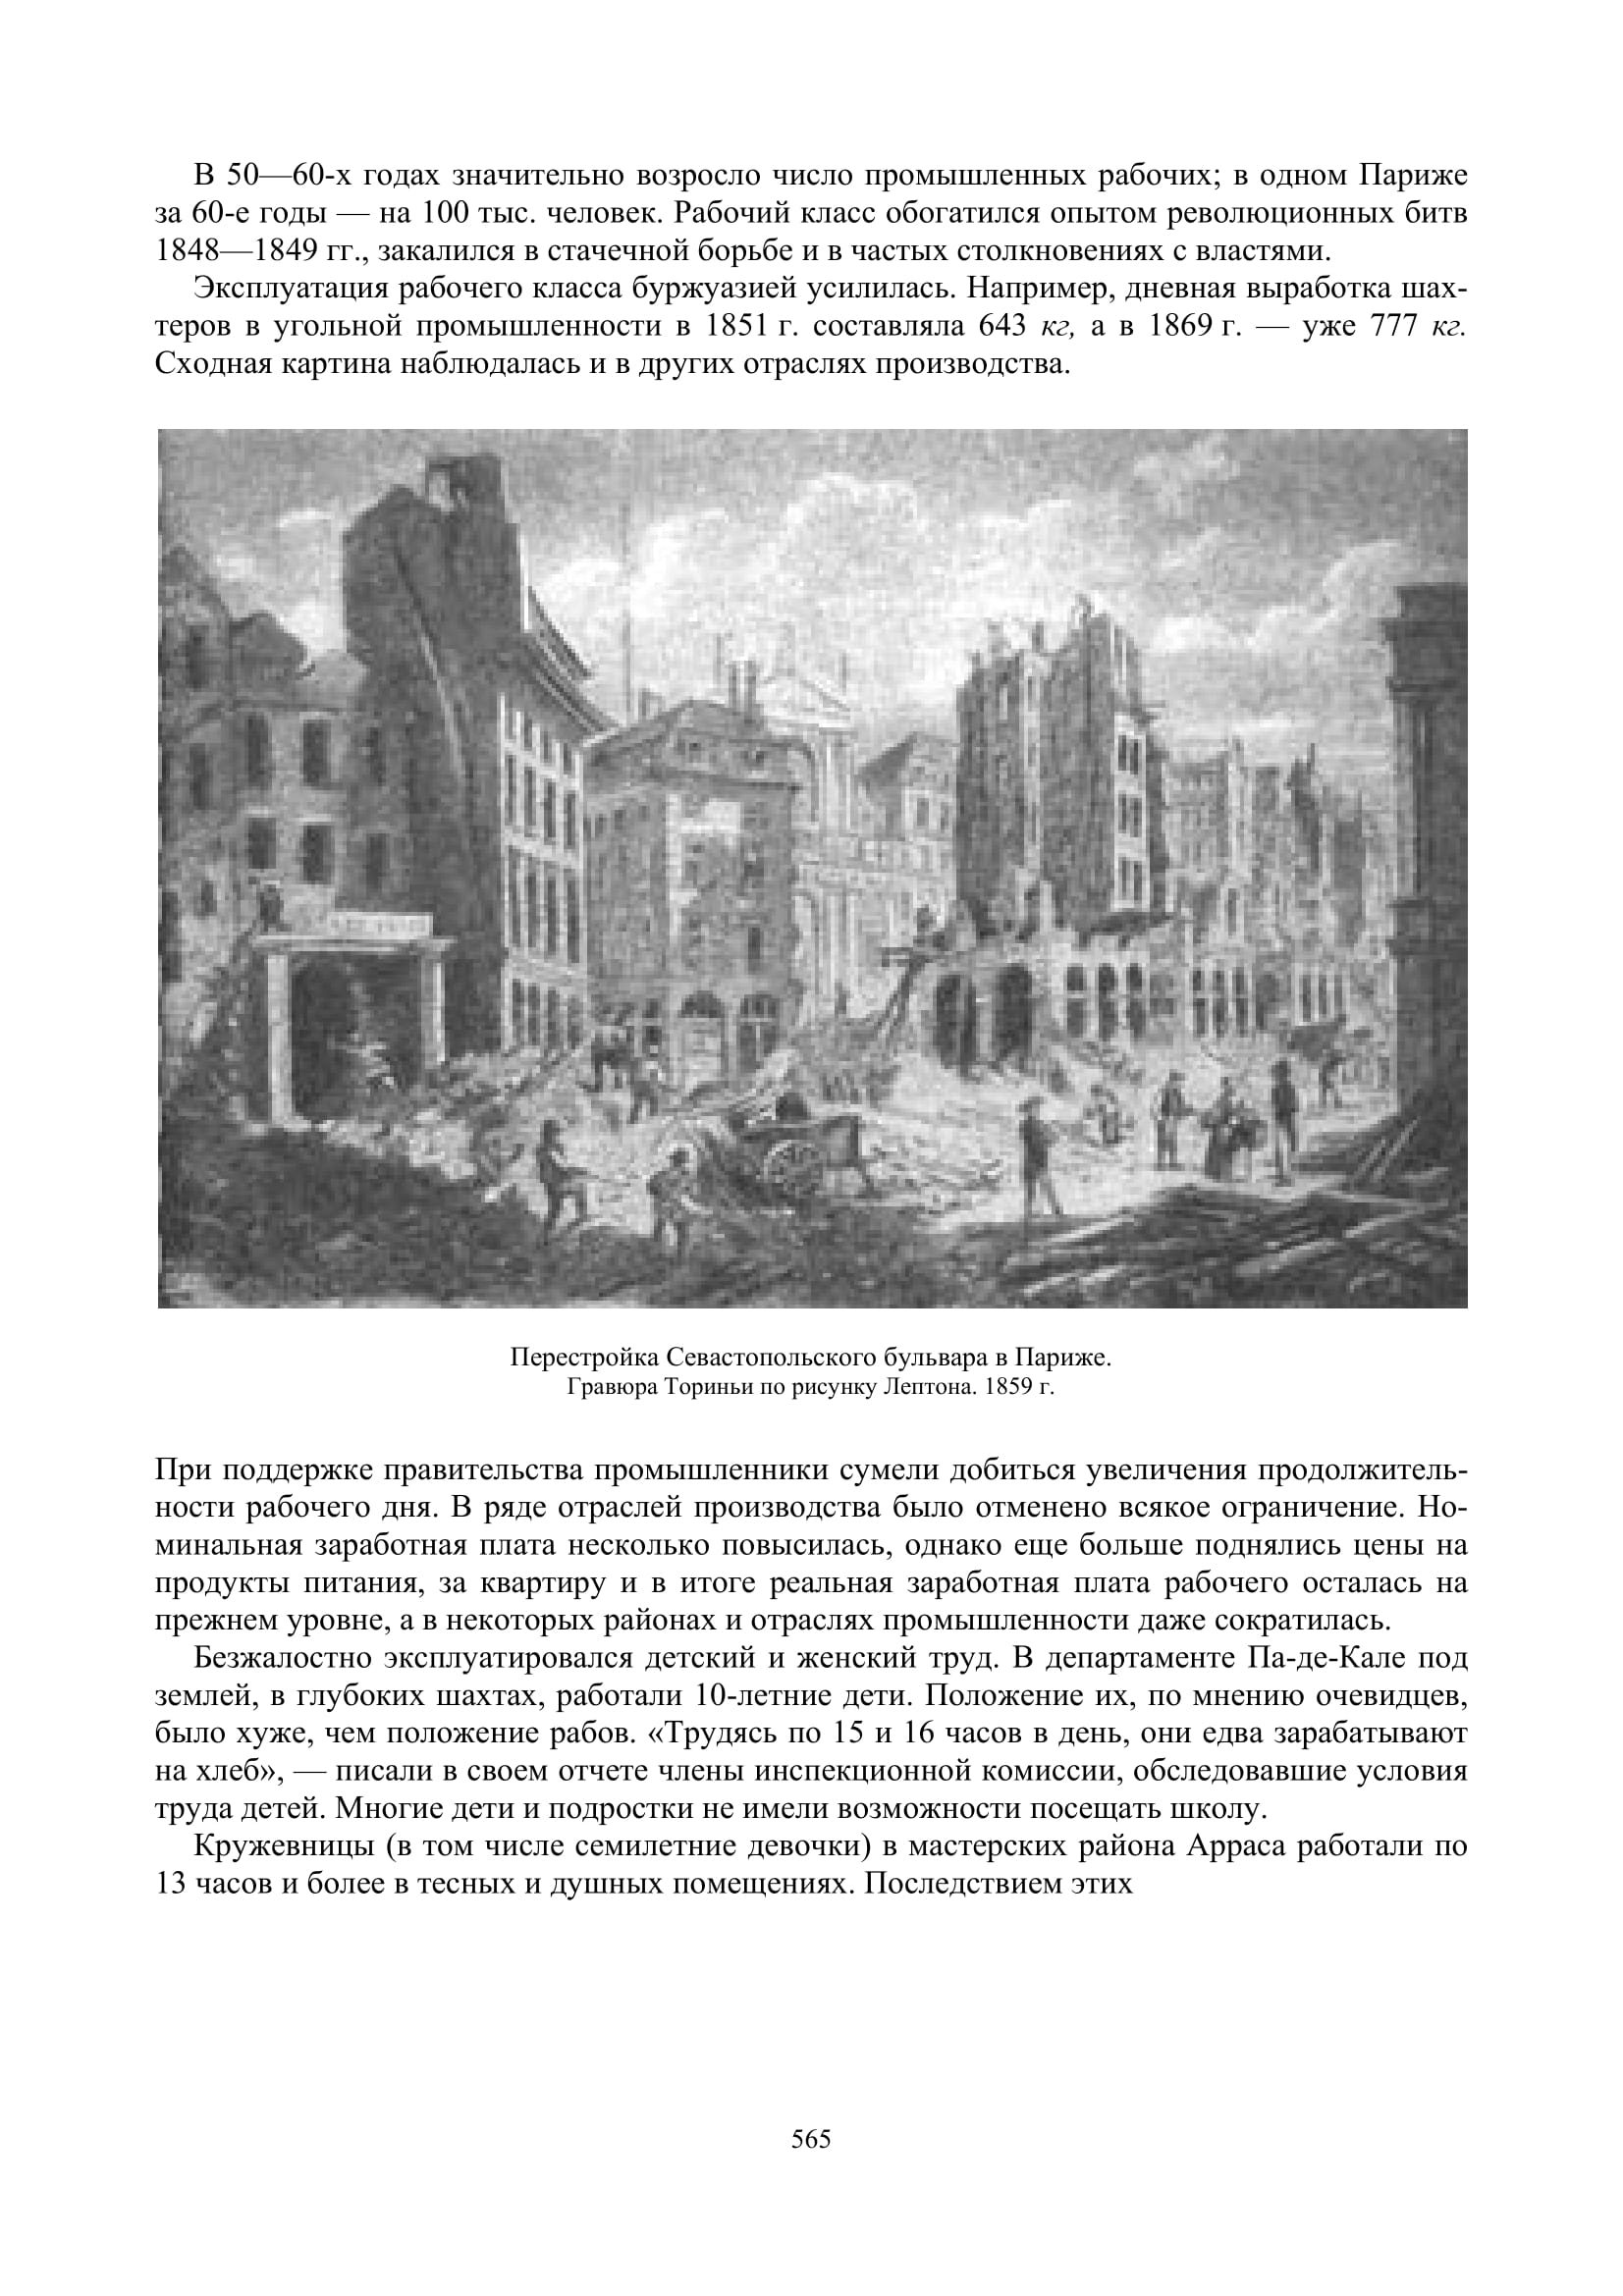 В 50—60-х годах значительно возросло число промышленных рабочих; в одном Париже
за 60-е годы — на 100 тыс. человек. Рабочий класс обогатился опытом революционных битв
1848—1849 гг., закалился в стачечной борьбе и в частых столкновениях с властями.
Эксплуатация рабочего класса буржуазией усилилась. Например, дневная выработка шах-
теров в угольной промышленности в 1851 г. составляла 643 кг, а в 1869 г. — уже 777 кг.
Сходная картина наблюдалась и в других отраслях производства.
Перестройка Севастопольского бульвара в Париже.
Гравюра Ториньи по рисунку Лептона. 1859 г.
При поддержке правительства промышленники сумели добиться увеличения продолжитель-
ности рабочего дня. В ряде отраслей производства было отменено всякое ограничение. Но-
минальная заработная плата несколько повысилась, однако еще больше поднялись цены на
продукты питания, за квартиру и в итоге реальная заработная плата рабочего осталась на
прежнем уровне, а в некоторых районах и отраслях промышленности даже сократилась.
Безжалостно эксплуатировался детский и женский труд. В департаменте Па-де-Кале под
землей, в глубоких шахтах, работали 10-летние дети. Положение их, по мнению очевидцев,
было хуже, чем положение рабов. «Трудясь по 15 и 16 часов в день, они едва зарабатывают
на хлеб», — писали в своем отчете члены инспекционной комиссии, обследовавшие условия
труда детей. Многие дети и подростки не имели возможности посещать школу.
Кружевницы (в том числе семилетние девочки) в мастерских района Арраса работали по
13 часов и более в тесных и душных помещениях. Последствием этих
565